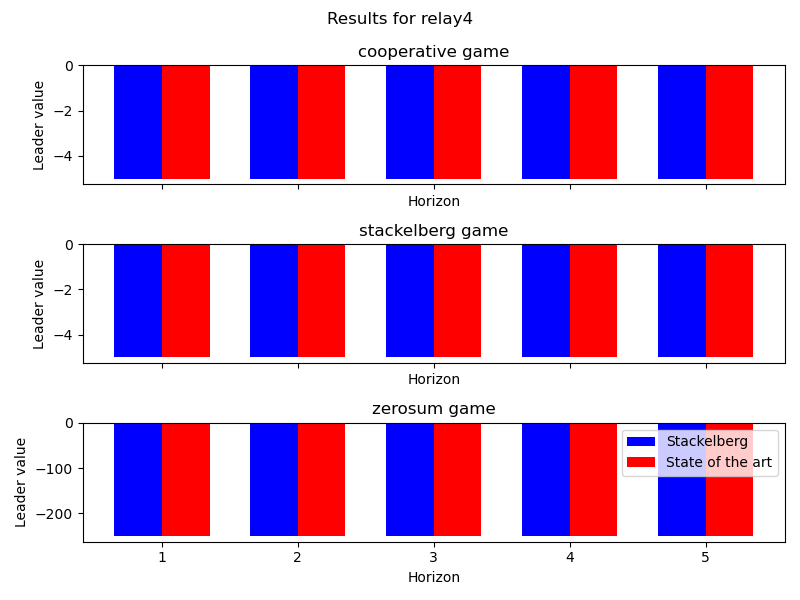 Results for relay4
cooperative game
0
−2
−4
Leader value
Horizon
stackelberg game
0
−2
−4
Leader value
Horizon
zerosum game
0
−100
−200
Leader value
Stackelberg
State of the art
1 2 3 4 5
Horizon